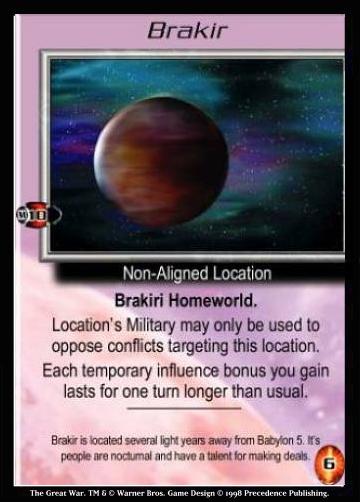 Brakir
M 10
Non-Aligned Location
Brakiri Homeworld.
Location's Military may only be used to
oppose conflicts targeting this location.
Each temporary influence bonus you gain
lasts for one turn longer than usual.
Brakir is located several light years away from Babylon 5. It's
people are nocturnal and have a talent for making deals.
6
The Great War. TM & © Warner Bros. Game Design © 1998 Precedence Publishing.